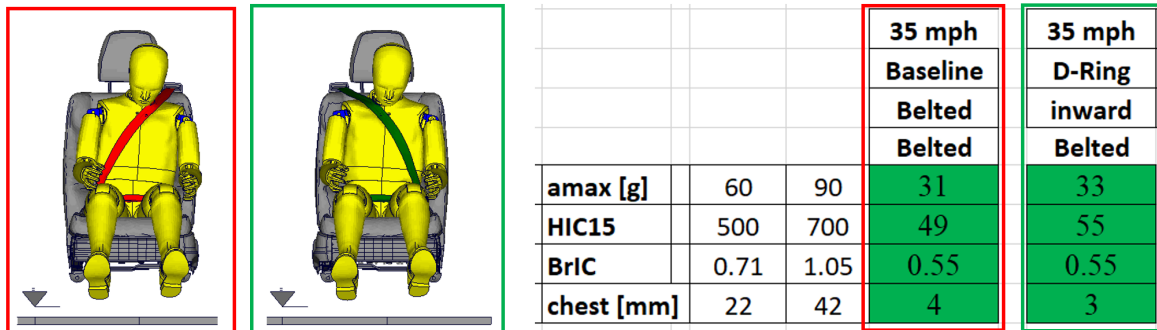 35 mph 35 mph
Baseline D-Ring
Belted inward
Belted Belted
amax [g] 60 90 31 33
HIC15 500 700 49 55
BrIC 0.71 1.05 0.55 0.55
chest [mm] 22 42 4 3